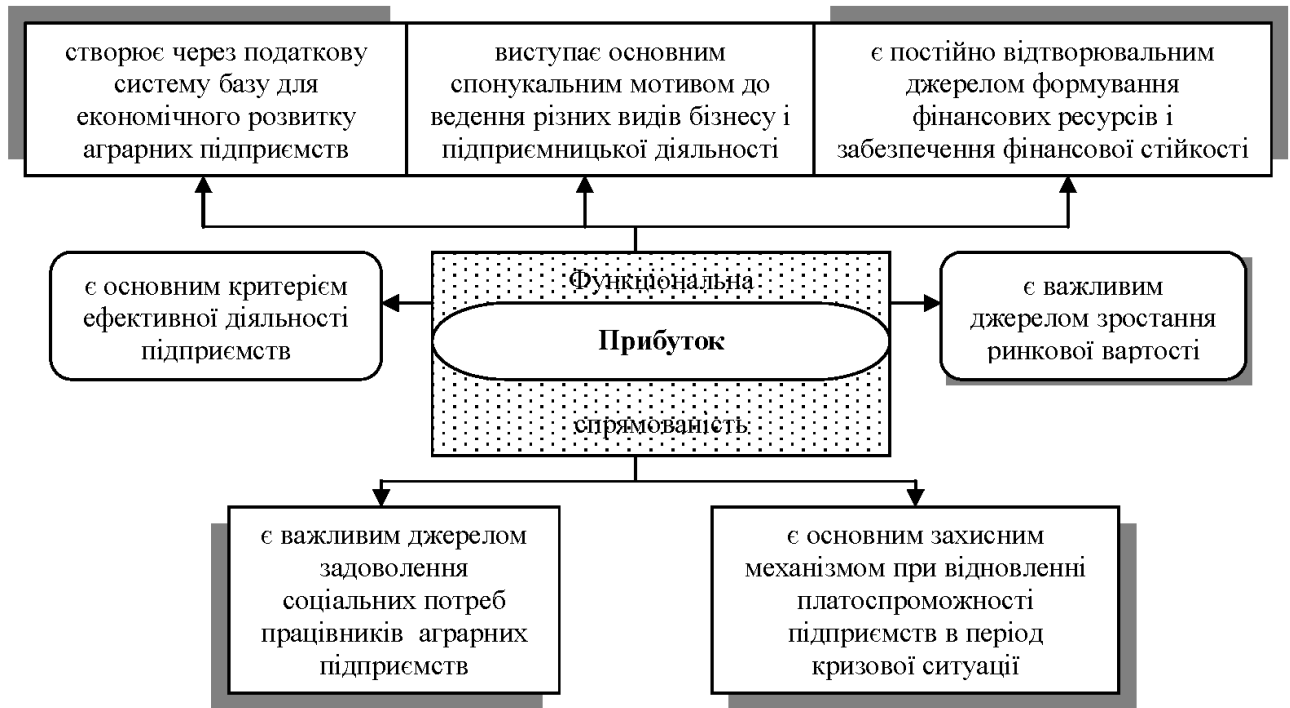 створює через податкову
систему базу для
економічного розвитку
аграрних підприємств
виступає основним
спонукальним мотивом до
ведення різних видів бізнесу і
підприємницької діяльності
є постійно відтворювальним
джерелом формування
фінансових ресурсів і
забезпечення фінансової стійкості
є основним критерієм
ефективної діяльності
підприємств
Функціональна
Прибуток
спрямованість
є важливим
джерелом зростання
ринкової вартості
є важливим джерелом
задоволення
соціальних потреб
працівників аграрних
підприємств
є основним захисним
механізмом при відновленні
платоспроможності
підприємств в період
кризової ситуації